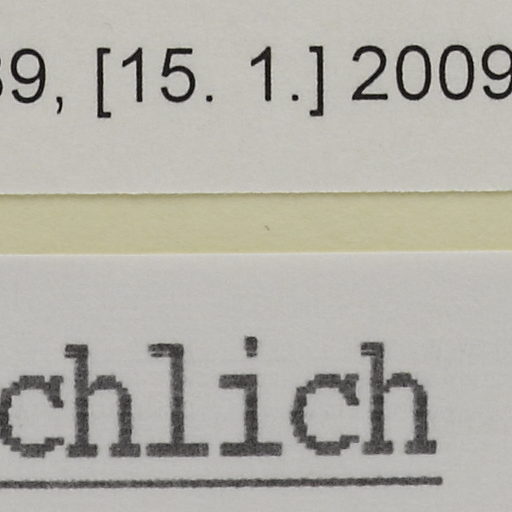 39, [15. 1.] 2009
chlich